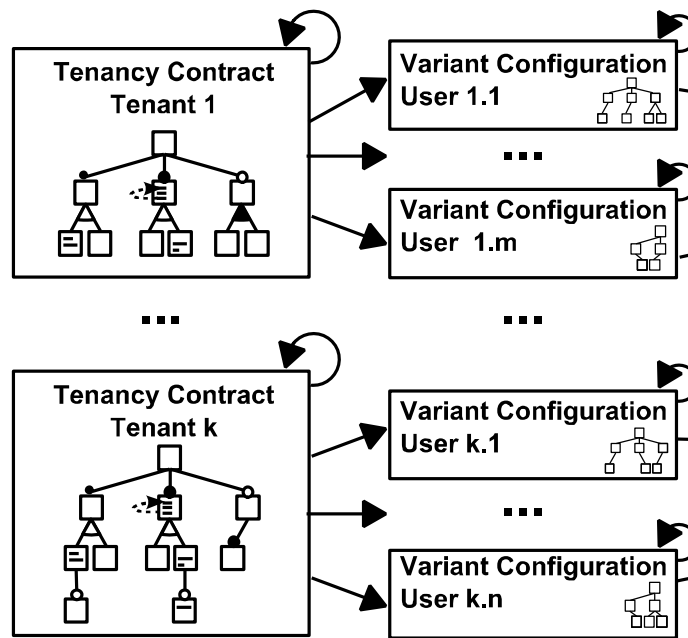 Tenancy Contract
Tenant 1
Variant Configuration
User 1.1
...
Variant Configuration
User 1.m
...
...
Tenancy Contract
Tenant k
Variant Configuration
User k.1
...
Variant Configuration
User k.n